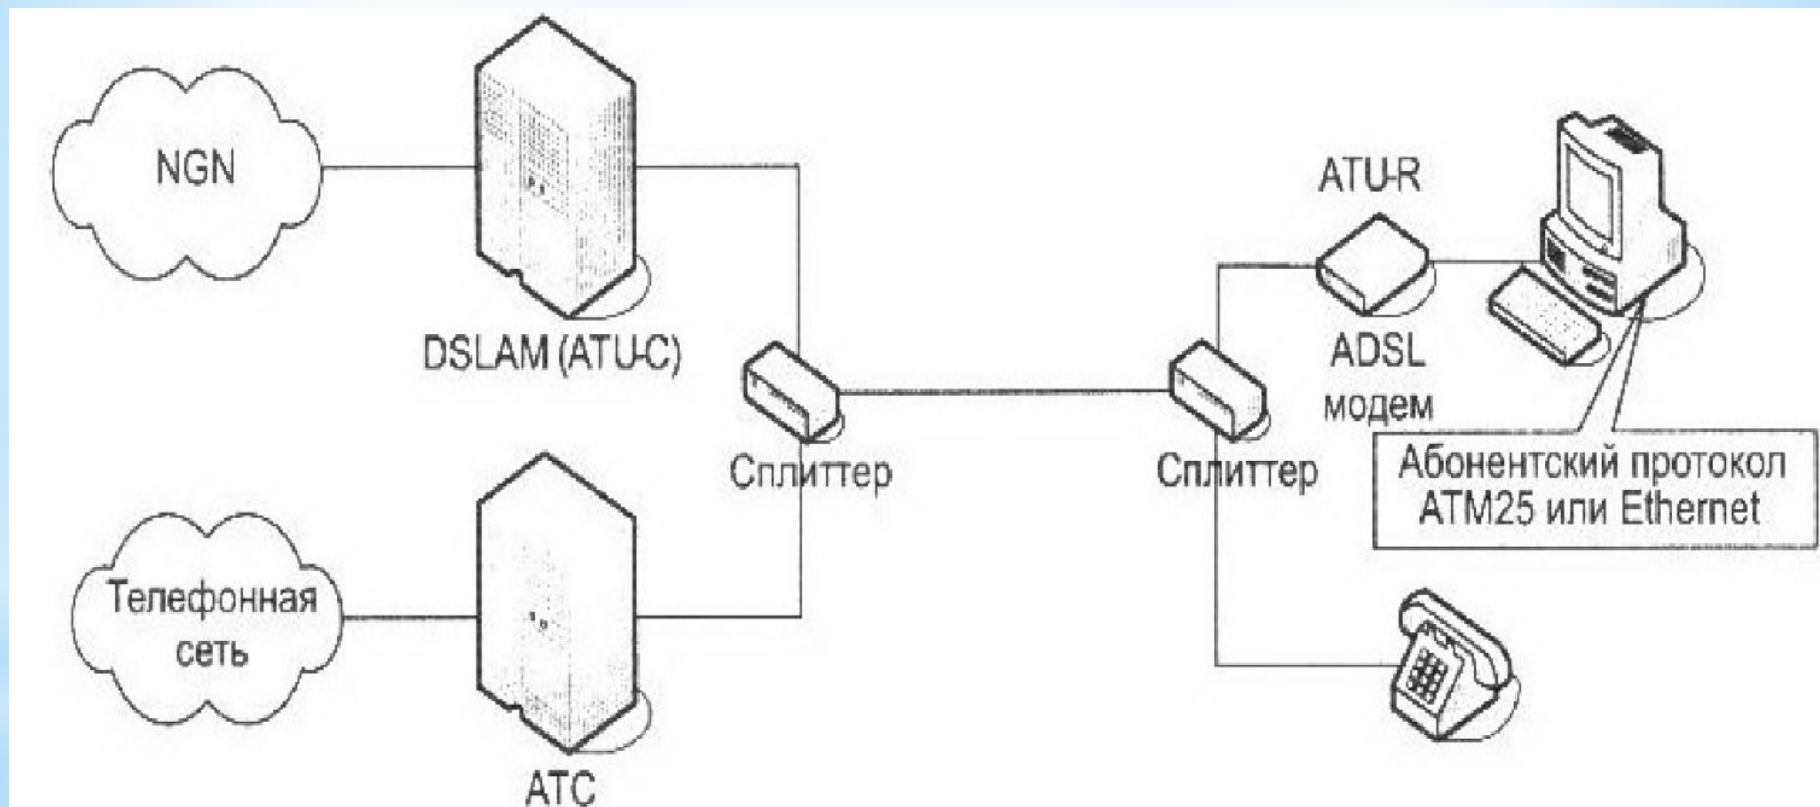 NGN
DSLAM (ATU-C)
ATU-R
ADSL
модем
Сплиттер
Сплиттер
Абонентский протокол
ATM25 или Ethernet
Телефонная
сеть
АТС